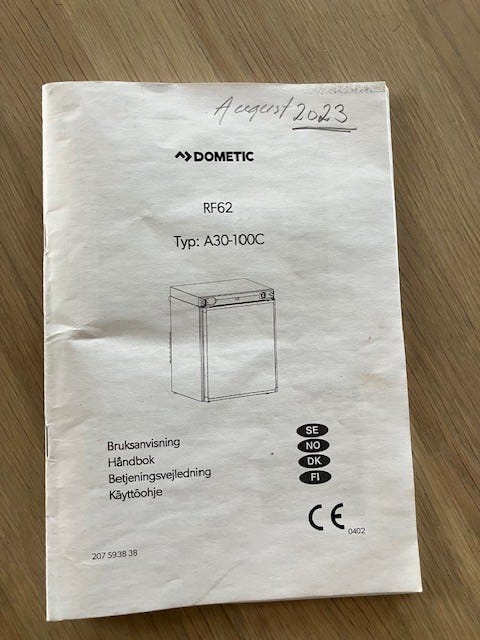 August 2023
DOMETIC
RF62
Typ: A30-100C
Bruksanvisning
Håndbok
Betjeningsvejledning
Käyttöohje
SE
NO
DK
FI
CE
0402
207 5938 38